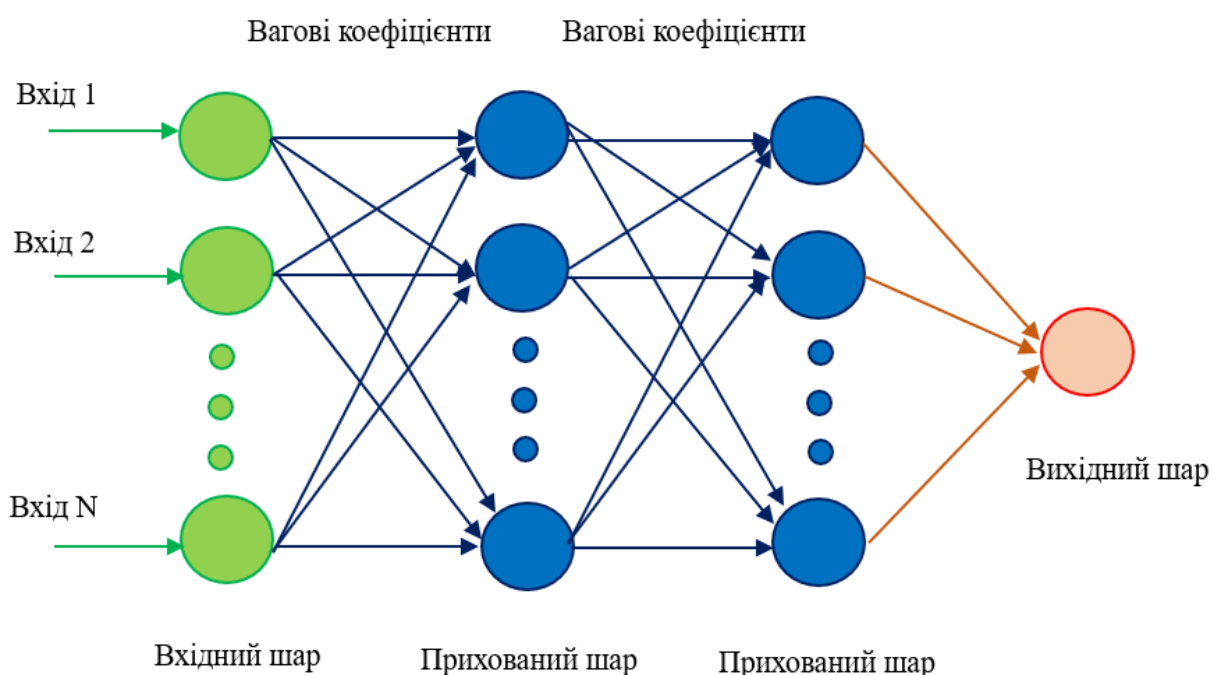 Вагові коефіцієнти Вагові коефіцієнти
Вхід 1
Вхід 2
Вихідний шар
Вхід N
Вхідний шар Прихований шар Прихований шар